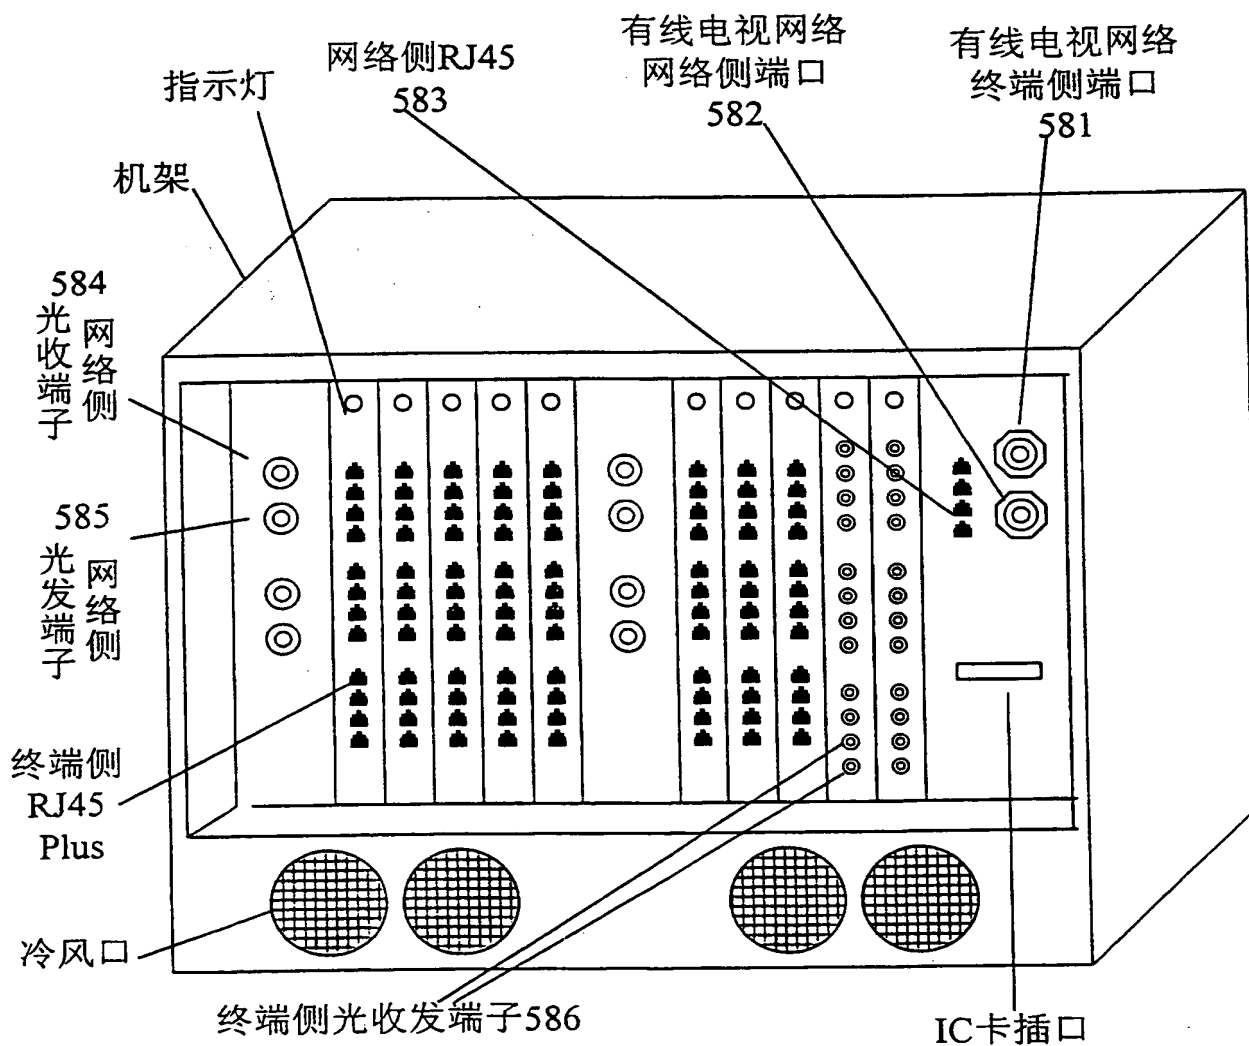 指示灯
网络侧RJ45
583
有线电视网络
网络侧端口
582
有线电视网络
终端侧端口
581
机架
584
光收端子
网络侧
585
光发端子
网络侧
终端侧
RJ45
Plus
冷风口
终端侧光收发端子586
IC卡插口